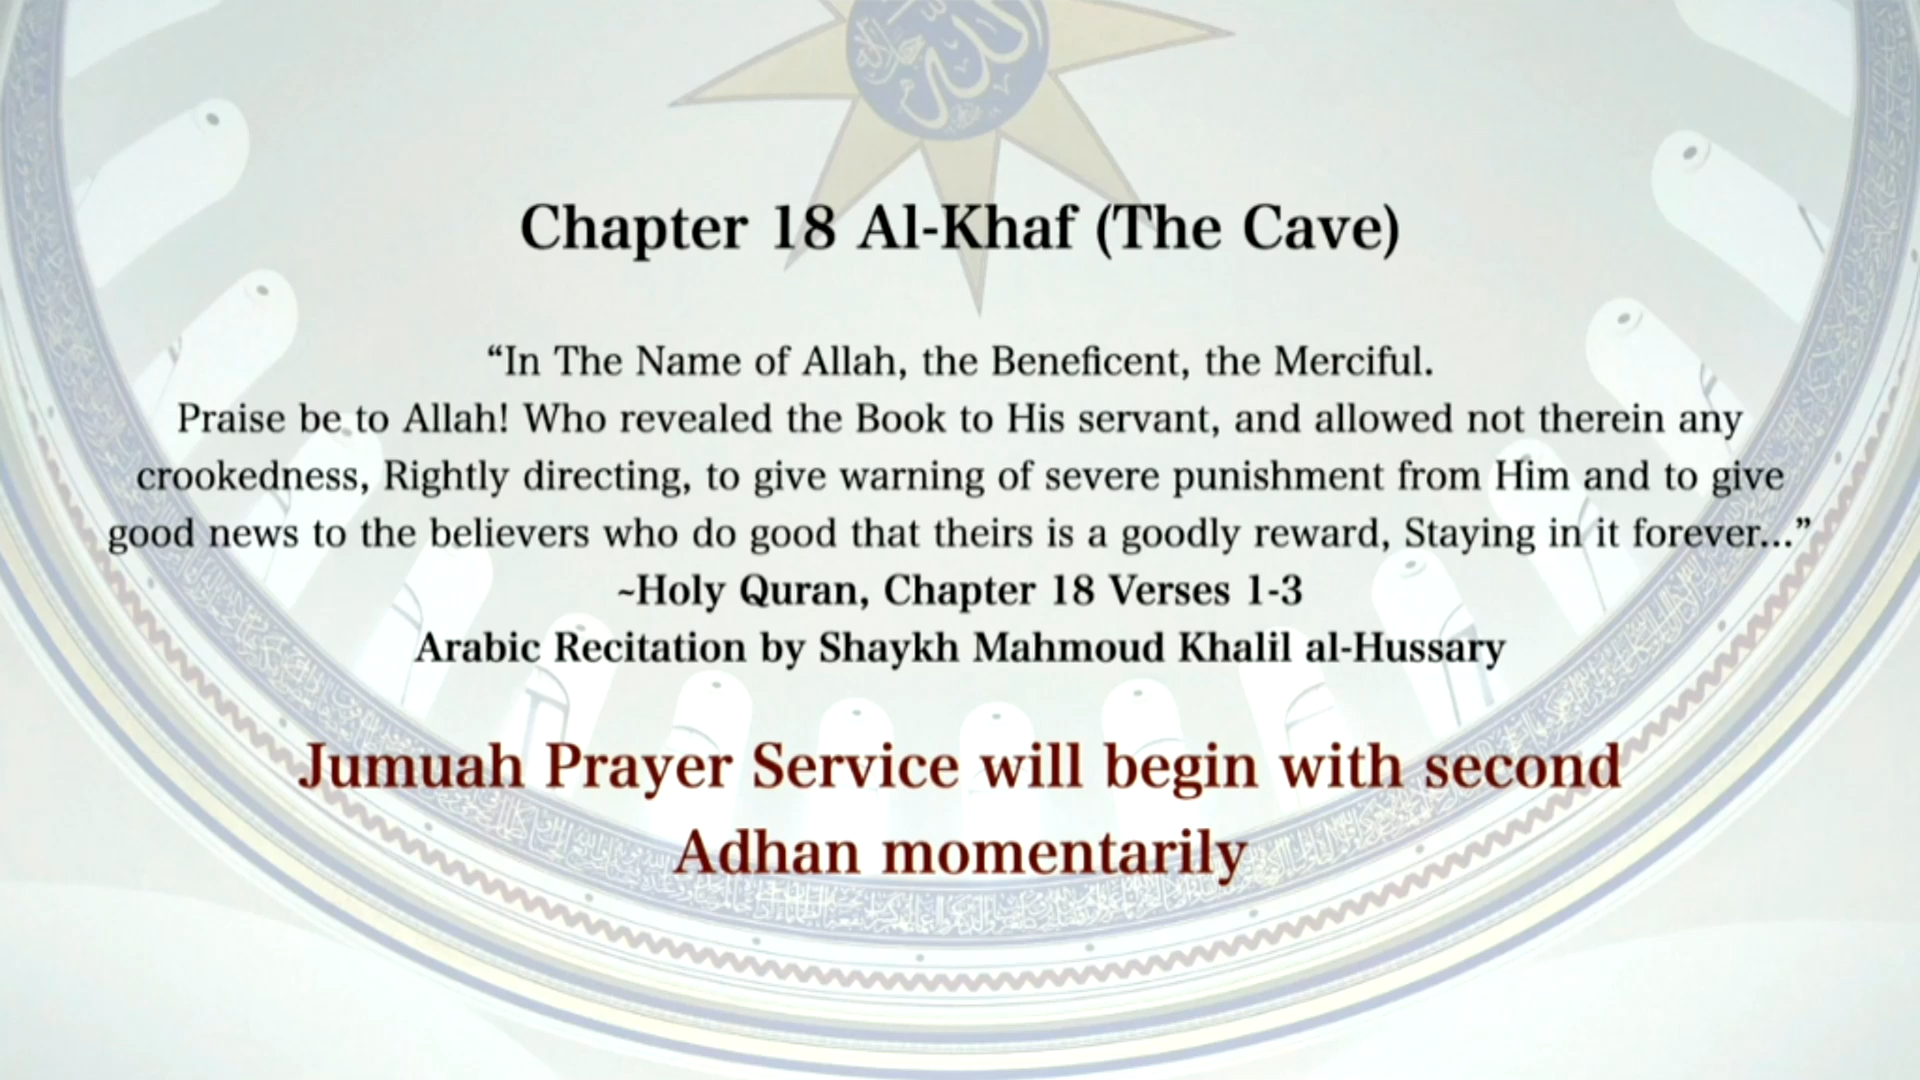 Chapter 18 Al-Khaf (The Cave)
“In The Name of Allah, the Beneficent, the Merciful.
Praise be to Allah! Who revealed the Book to His servant, and allowed not therein any
crookedness, Rightly directing, to give warning of severe punishment from Him and to give
good news to the believers who do good that theirs is a goodly reward, Staying in it forever...”
~Holy Quran, Chapter 18 Verses 1-3
Arabic Recitation by Shaykh Mahmoud Khalil al-Hussary
Jumuah Prayer Service will begin with second
Adhan momentarily